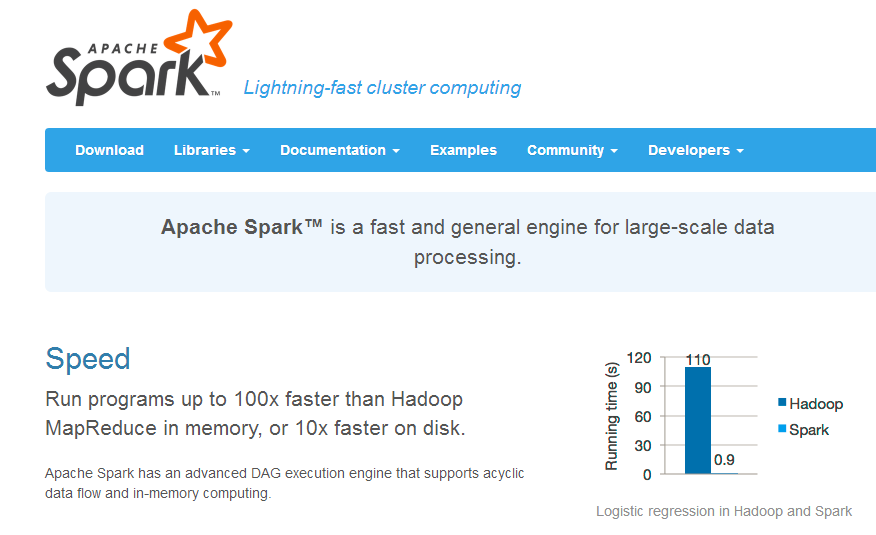 APACHE
Spark™
Lightning-fast cluster computing
Download Libraries Documentation Examples Community Developers
Apache Spark™ is a fast and general engine for large-scale data
processing.
Speed
Run programs up to 100x faster than Hadoop
MapReduce in memory, or 10x faster on disk.
Apache Spark has an advanced DAG execution engine that supports acyclic
data flow and in-memory computing.
Running time (s)
120
90
60
30
0
110
0.9
Hadoop
Spark
Logistic regression in Hadoop and Spark